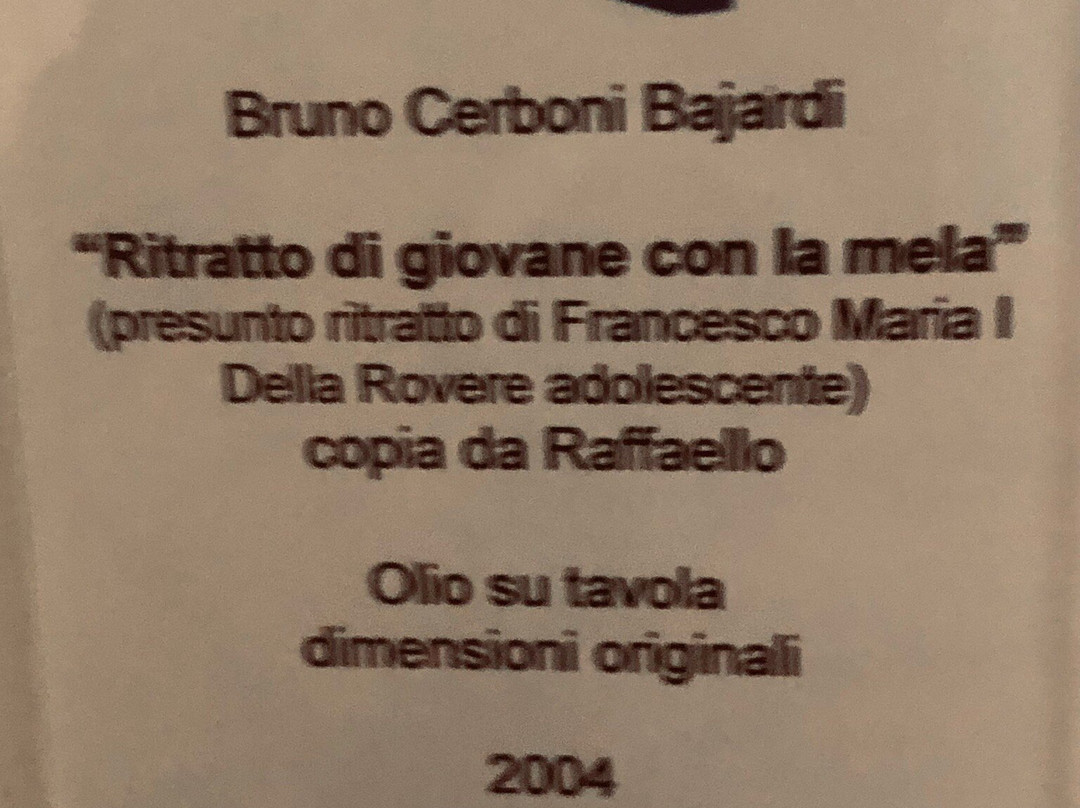 Bruno Cerboni Bajardi
“Ritratto di giovane con la mela”
(presunto ritratto di Francesco Maria I
Della Rovere adolescente)
copia da Raffaello
Olio su tavola
dimensioni originali
2004